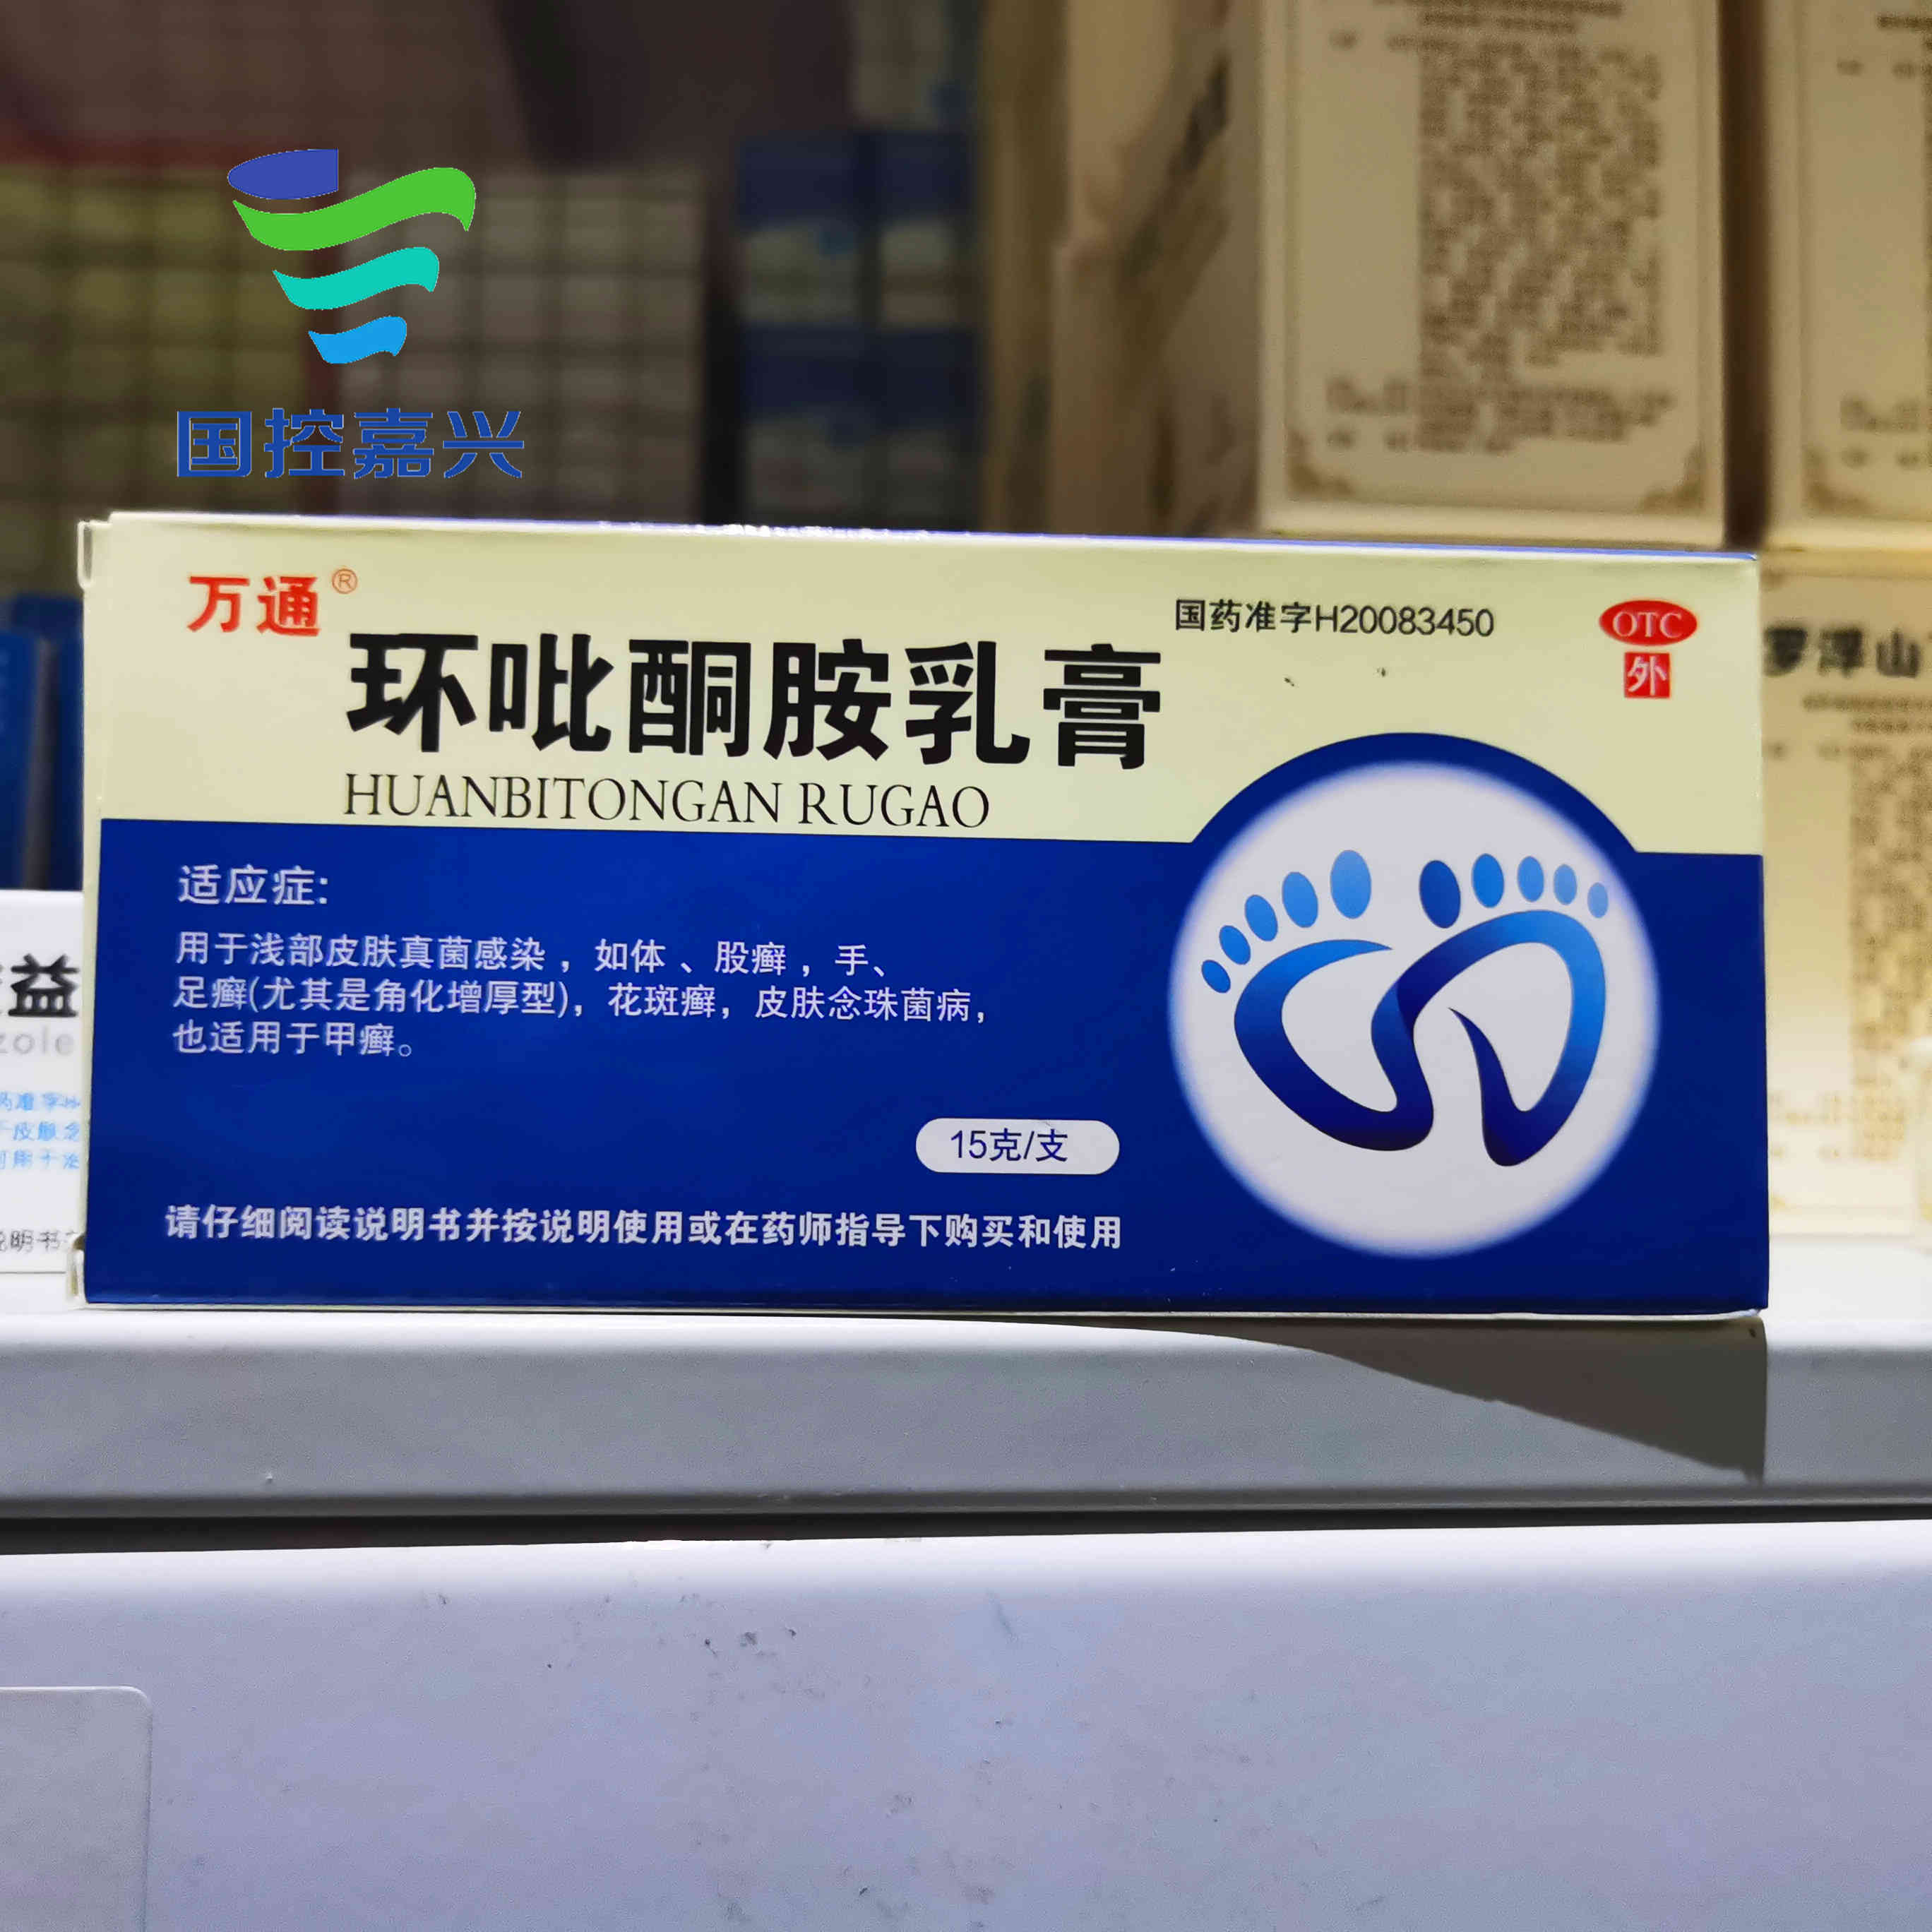 国控嘉兴
万通®
国药准字H20083450
OTC
外
环吡酮胺乳膏
HUANBITONGAN RUGAO
适应症:
用于浅部皮肤真菌感染，如体、股癣，手、
足癣(尤其是角化增厚型)，花斑癣，皮肤念珠菌病，
也适用于甲癣。
15克/支
请仔细阅读说明书并按说明使用或在药师指导下购买和使用
罗浮山
益
zole